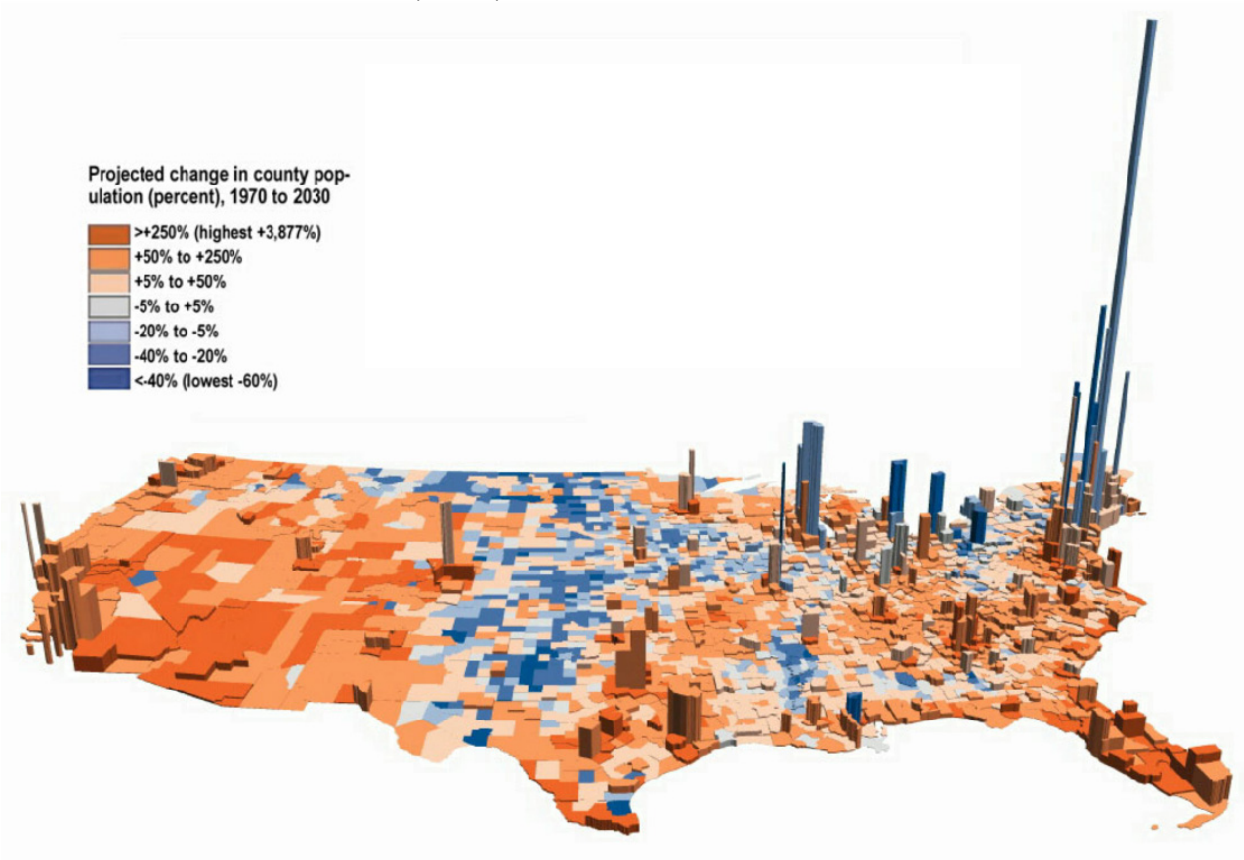 Projected change in county pop-
ulation (percent), 1970 to 2030
>+250% (highest +3,877%)
+50% to +250%
+5% to +50%
-5% to +5%
-20% to -5%
-40% to -20%
<-40% (lowest -60%)